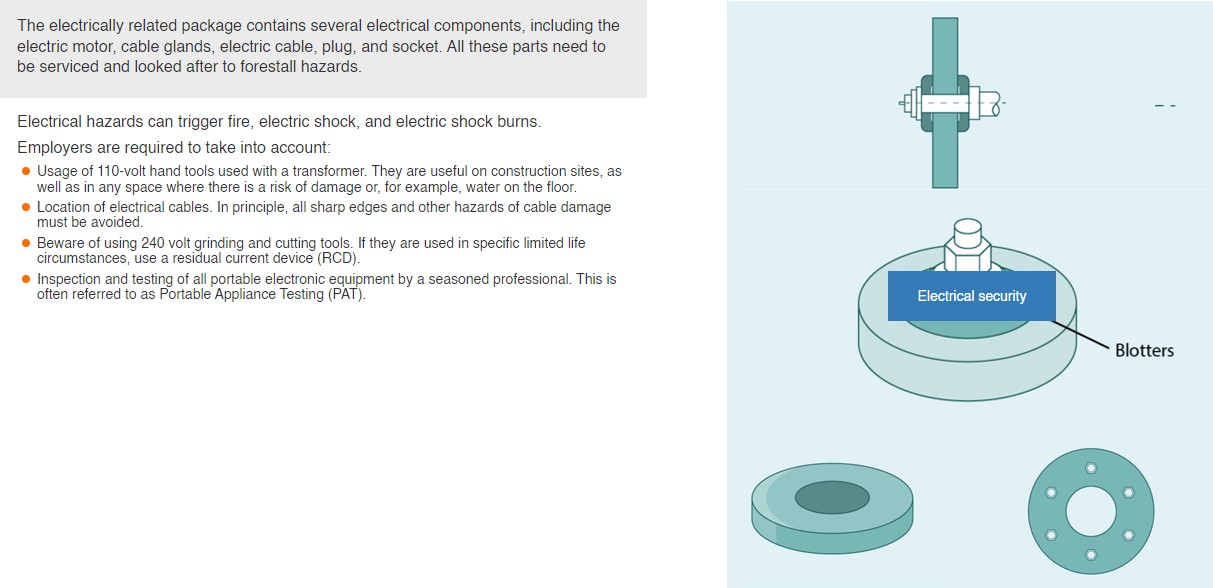 The electrically related package contains several electrical components, including the
electric motor, cable glands, electric cable, plug, and socket. All these parts need to
be serviced and looked after to forestall hazards.
Electrical hazards can trigger fire, electric shock, and electric shock burns.
Employers are required to take into account:
Usage of 110-volt hand tools used with a transformer. They are useful on construction sites, as
well as in any space where there is a risk of damage or, for example, water on the floor.
Location of electrical cables. In principle, all sharp edges and other hazards of cable damage
must be avoided.
Beware of using 240 volt grinding and cutting tools. If they are used in specific limited life
circumstances, use a residual current device (RCD).
Inspection and testing of all portable electronic equipment by a seasoned professional. This is
often referred to as Portable Appliance Testing (PAT).
Electrical security
Blotters